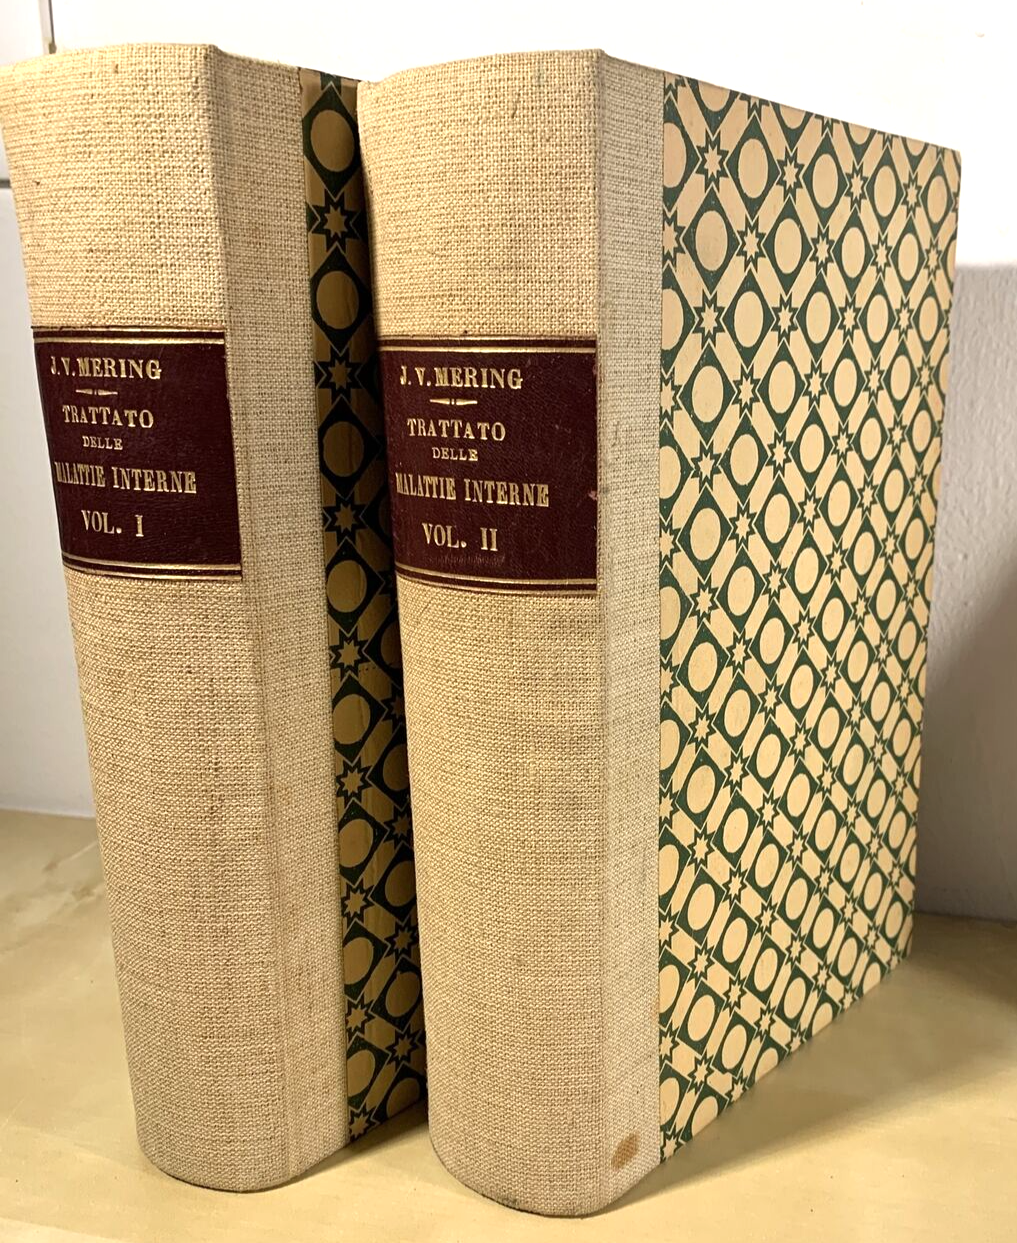 J. V. MERING
TRATTATO
DELLE
MALATTIE INTERNE
VOL. I
J. V. MERING
TRATTATO
DELLE
MALATTIE INTERNE
VOL. II